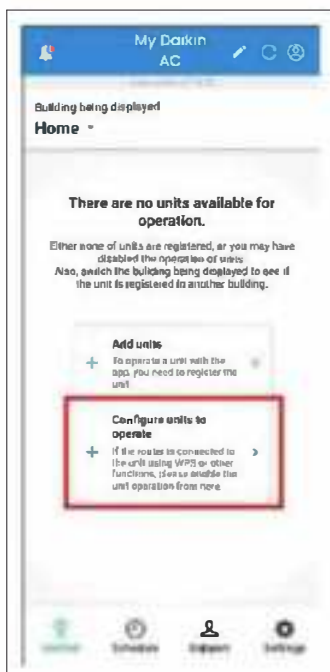 My Daikin
AC
Building being displayed
Home
There are no units available for
operation.
Either none of units are registered, or you may have
disabled the operation of units
Also, switch the building being displayed to see if
the unit is registered in another building.
Add units
To operate a unit with the
app, you need to register the
unit
Configure units to
operate
If the router is connected to
the unit using WPS or other
functions, please enable the
unit operation from here
Schedule
Support
Settings